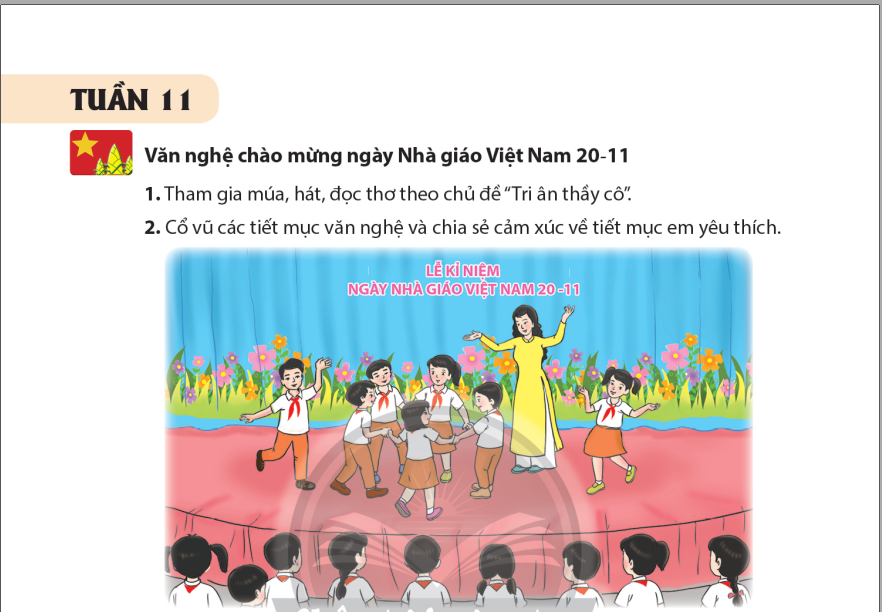 TUẦN 11
Văn nghệ chào mừng ngày Nhà giáo Việt Nam 20-11
1. Tham gia múa, hát, đọc thơ theo chủ đề “Tri ân thầy cô”.
2. Cổ vũ các tiết mục văn nghệ và chia sẻ cảm xúc về tiết mục em yêu thích.
LỄ KỈ NIỆM
NGÀY NHÀ GIÁO VIỆT NAM 20 -11